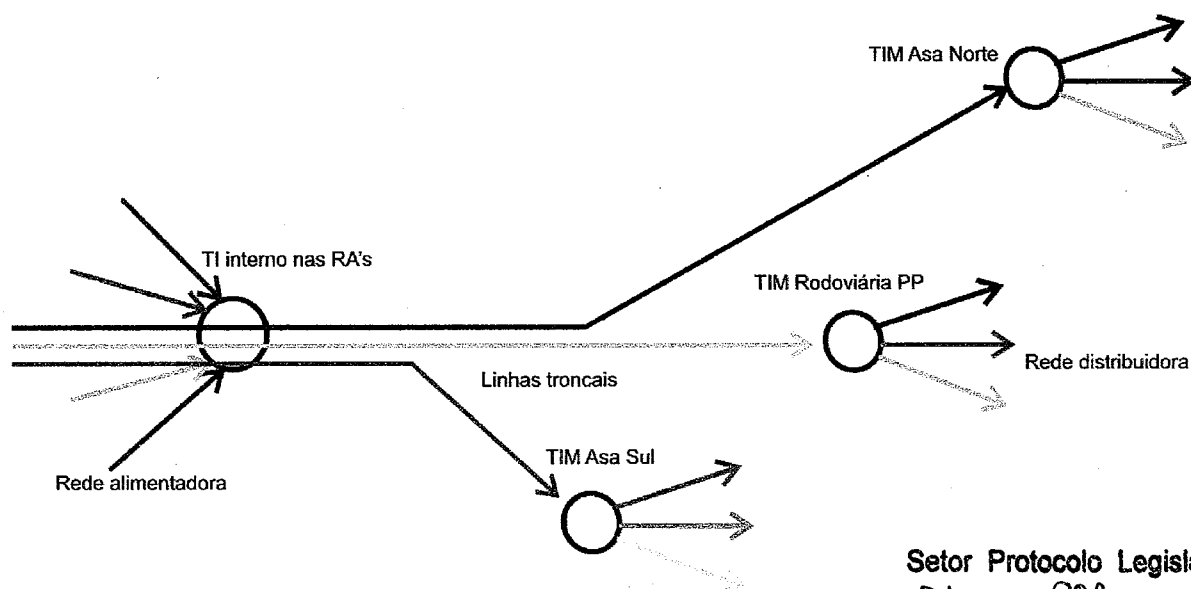 TIM Asa Norte
TI interno nas RA's
TIM Rodoviária PP
Rede distribuidora
Linhas troncais
TIM Asa Sul
Rede alimentadora
Setor Protocolo